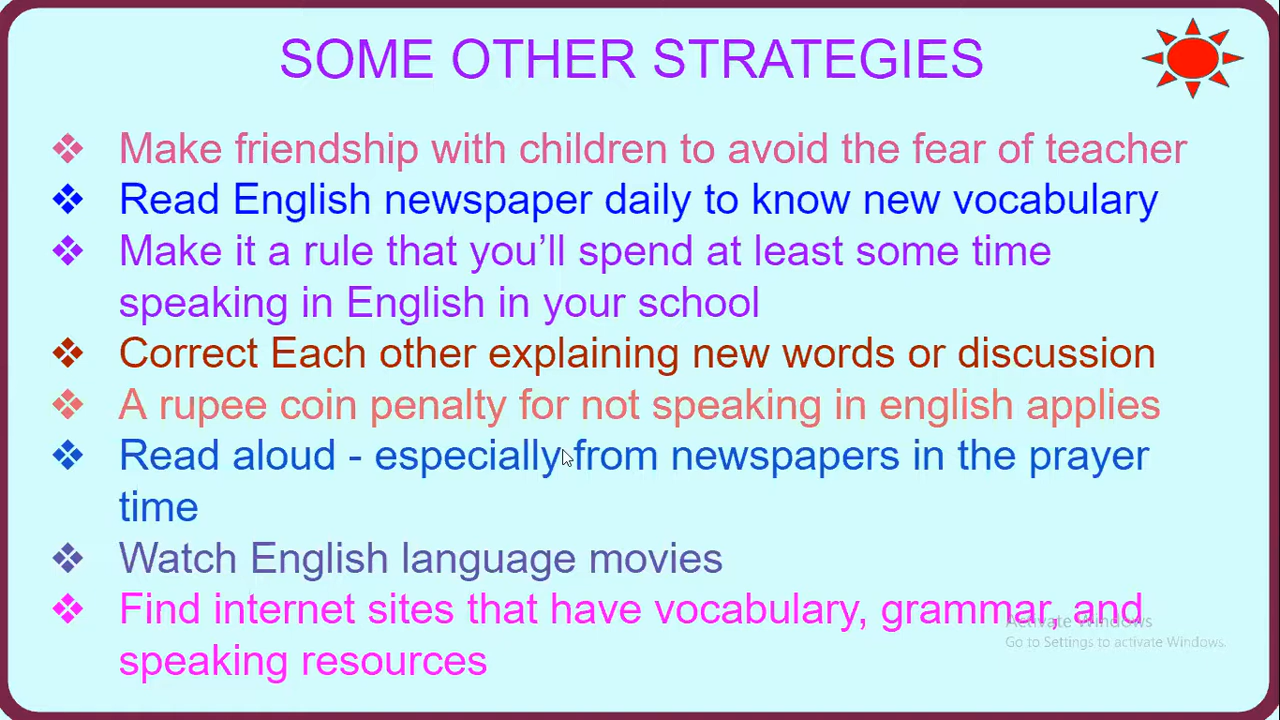 SOME OTHER STRATEGIES
❖ Make friendship with children to avoid the fear of teacher
❖ Read English newspaper daily to know new vocabulary
❖ Make it a rule that you’ll spend at least some time
speaking in English in your school
❖ Correct Each other explaining new words or discussion
❖ A rupee coin penalty for not speaking in english applies
❖ Read aloud - especially from newspapers in the prayer
time
❖ Watch English language movies
❖ Find internet sites that have vocabulary, grammar, and
speaking resources
Activate Windows
Go to Settings to activate Windows.